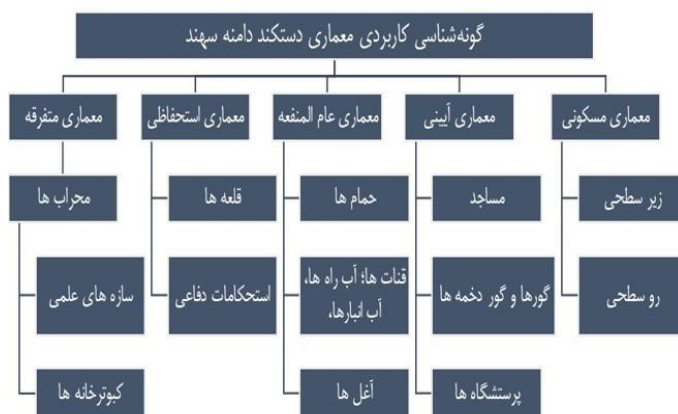 گونه‌شناسی کاربردی معماری دستکند دامنه سهند
معماری مسکونی
معماری آیینی
معماری عام المنفعه
معماری استحفاظی
معماری متفرقه
زیر سطحی
مساجد
حمام ها
قلعه ها
محراب ها
رو سطحی
گورها و گور دخمه ها
قنات ها؛ آب راه ها،
آب انبارها،
استحکامات دفاعی
سازه های علمی
پرستشگاه ها
آغل ها
کبوترخانه ها